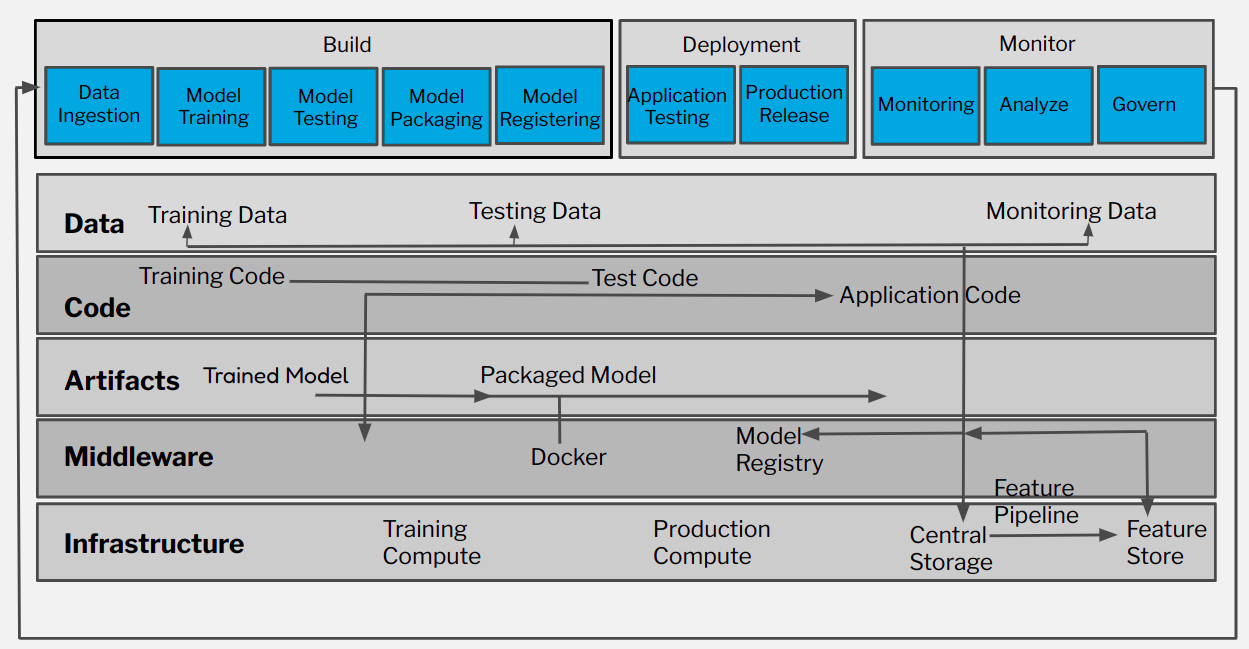 Build
Deployment
Monitor
Data
Ingestion
Model
Training
Model
Testing
Model
Packaging
Model
Registering
Application
Testing
Production
Release
Monitoring
Analyze
Govern
Data
Training Data
Testing Data
Monitoring Data
Code
Training Code
Test Code
Application Code
Artifacts
Trained Model
Packaged Model
Middleware
Docker
Model
Registry
Feature
Pipeline
Infrastructure
Training
Compute
Production
Compute
Central
Storage
Feature
Store